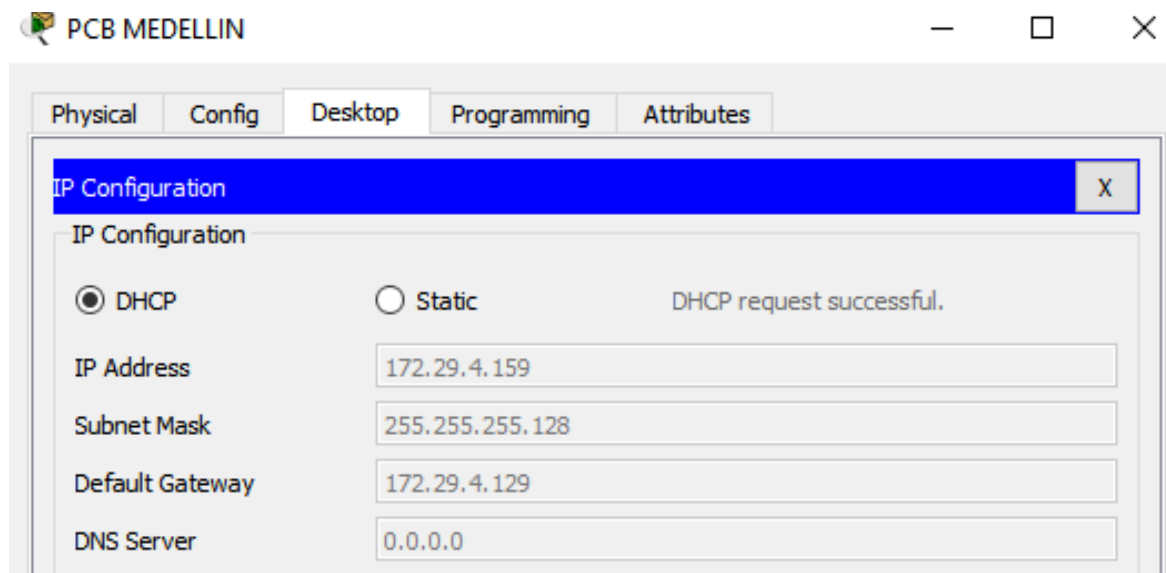 PCB MEDELLIN
Physical Config Desktop Programming Attributes
IP Configuration X
IP Configuration
DHCP Static DHCP request successful.
IP Address 172.29.4.159
Subnet Mask 255.255.255.128
Default Gateway 172.29.4.129
DNS Server 0.0.0.0